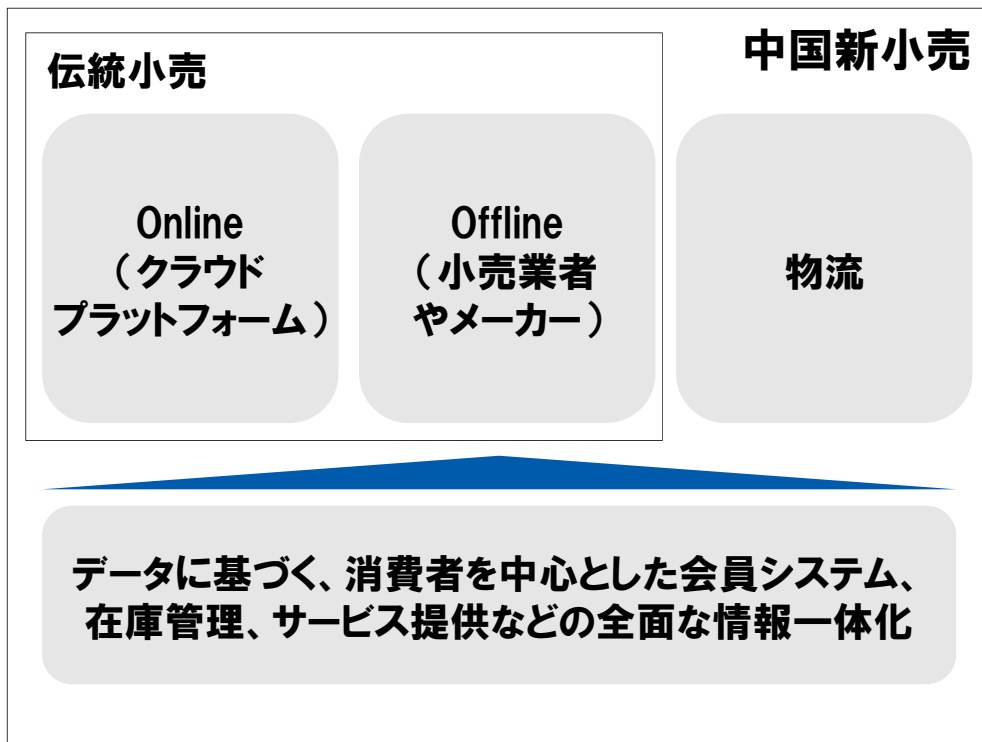 中国新小売
伝統小売
Online
（クラウド
プラットフォーム）
Offline
（小売業者
やメーカー）
物流
データに基づく、消費者を中心とした会員システム、
在庫管理、サービス提供などの全面な情報一体化